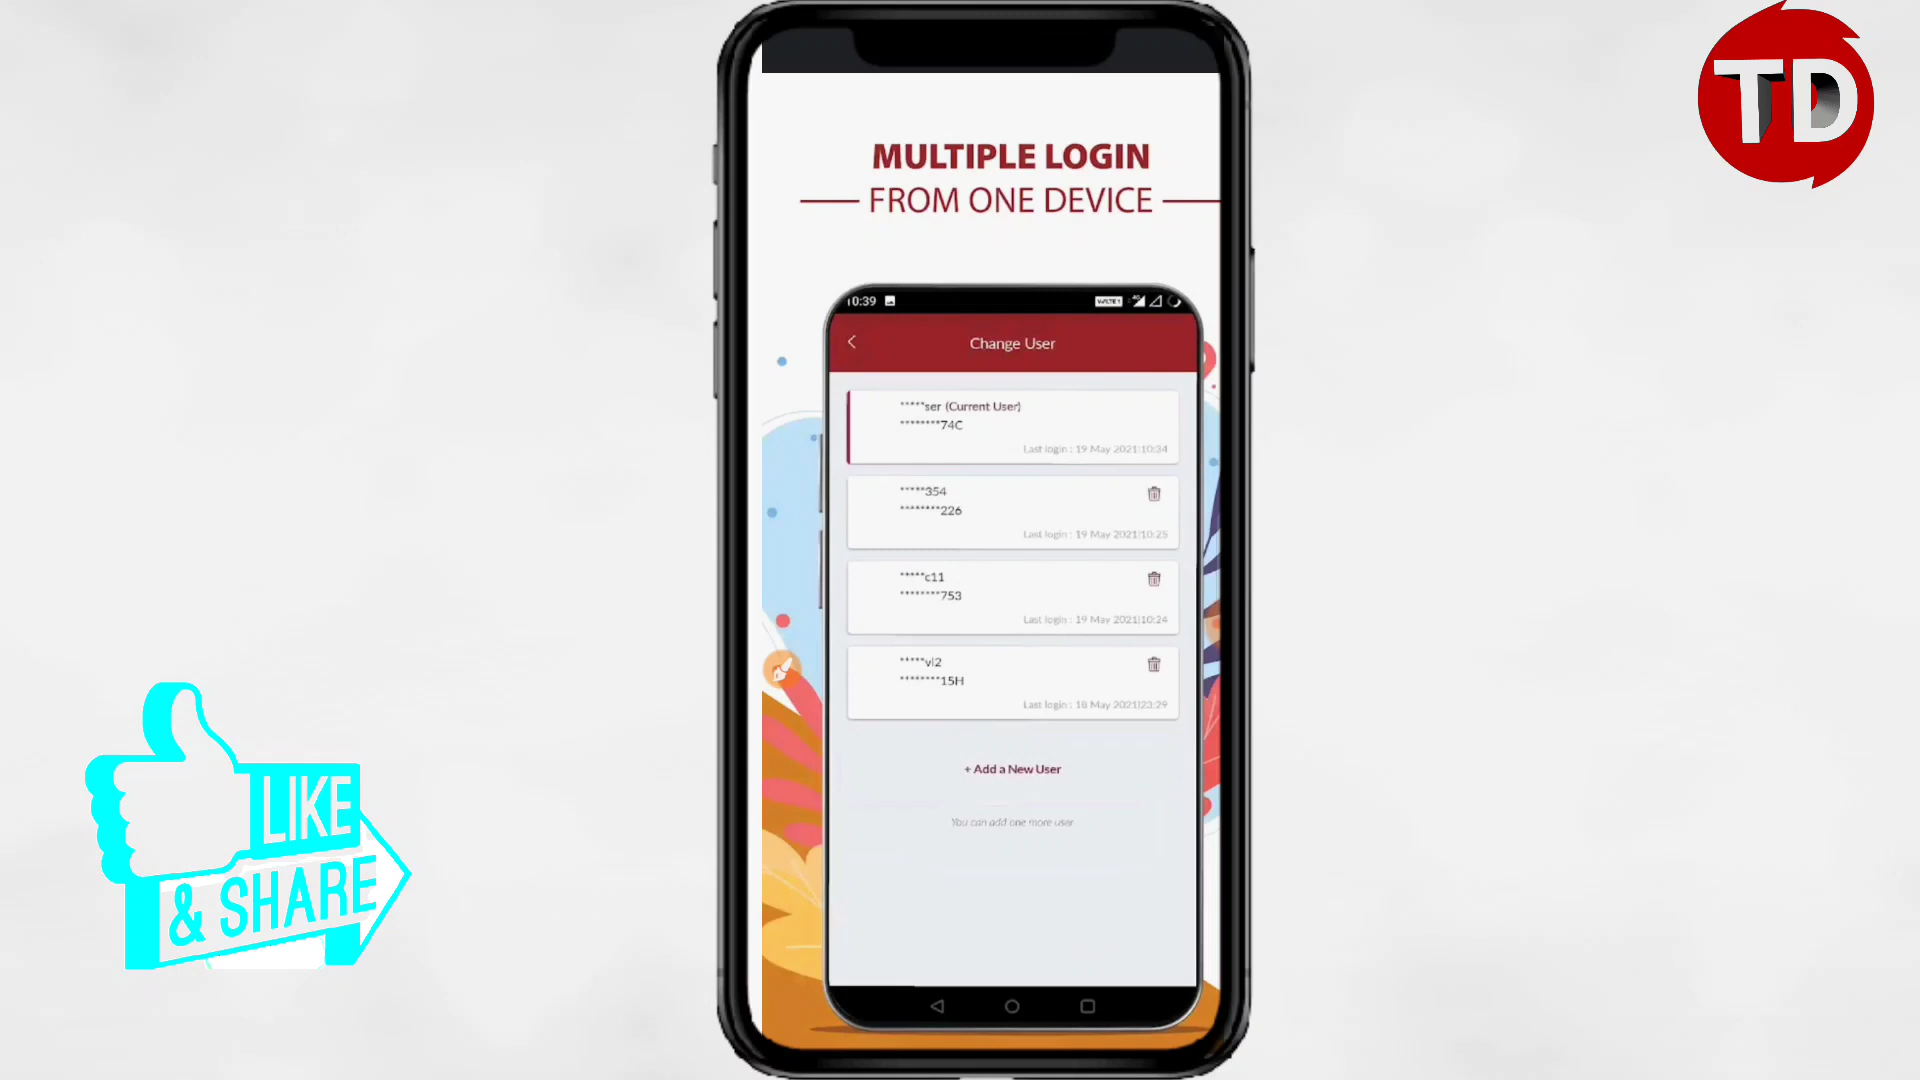 TD
MULTIPLE LOGIN
FROM ONE DEVICE
10:39
Change User
*****ser (Current User)
********74C
Last login : 19 May 2021|10:34
*****354
********226
Last login : 19 May 2021|10:25
*****c11
********753
Last login : 19 May 2021|10:24
*****vl2
********15H
Last login : 18 May 2021|23:29
+ Add a New User
You can add one more user
LIKE
& SHARE